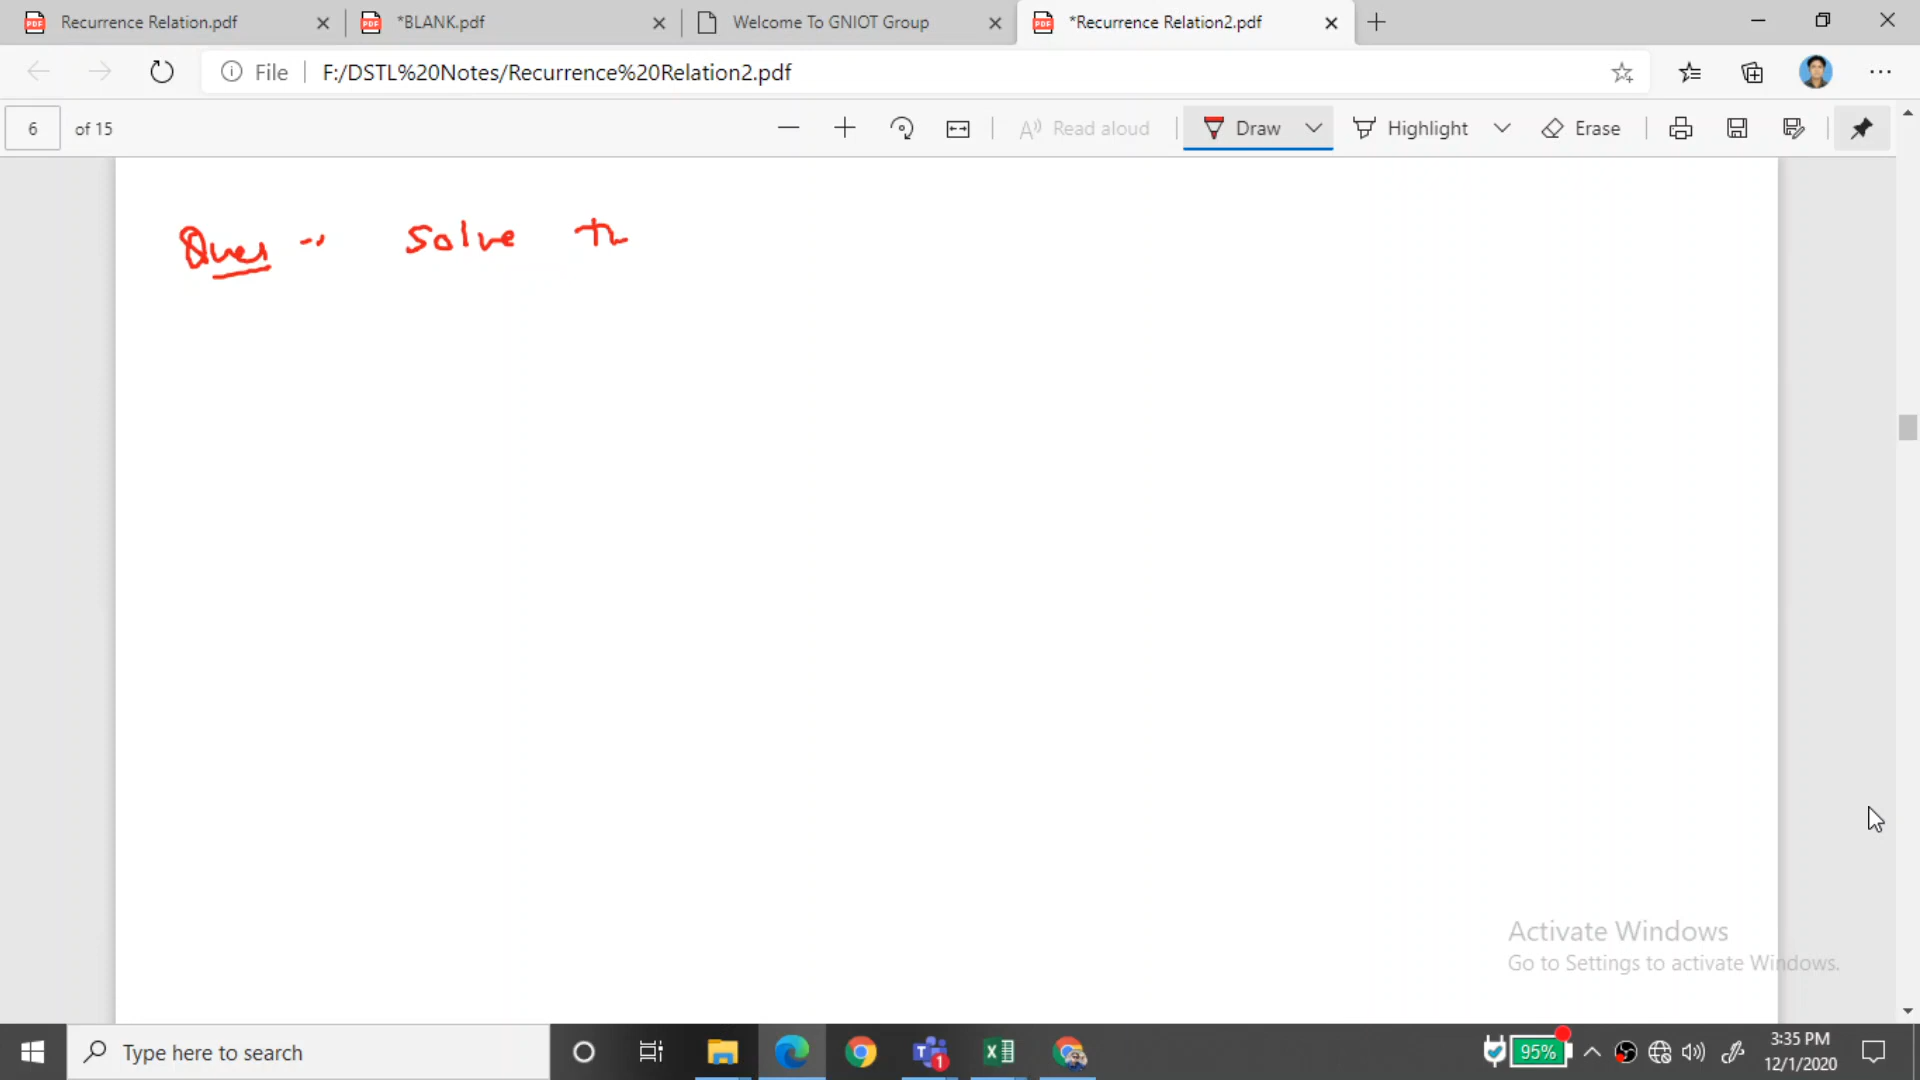 Recurrence Relation.pdf *BLANK.pdf Welcome To GNIOT Group *Recurrence Relation2.pdf
File F:/DSTL%20Notes/Recurrence%20Relation2.pdf
6 of 15 Read aloud Draw Highlight Erase
Ques :- Solve th
Activate Windows
Go to Settings to activate Windows.
Type here to search 1 95% 3:35 PM
12/1/2020